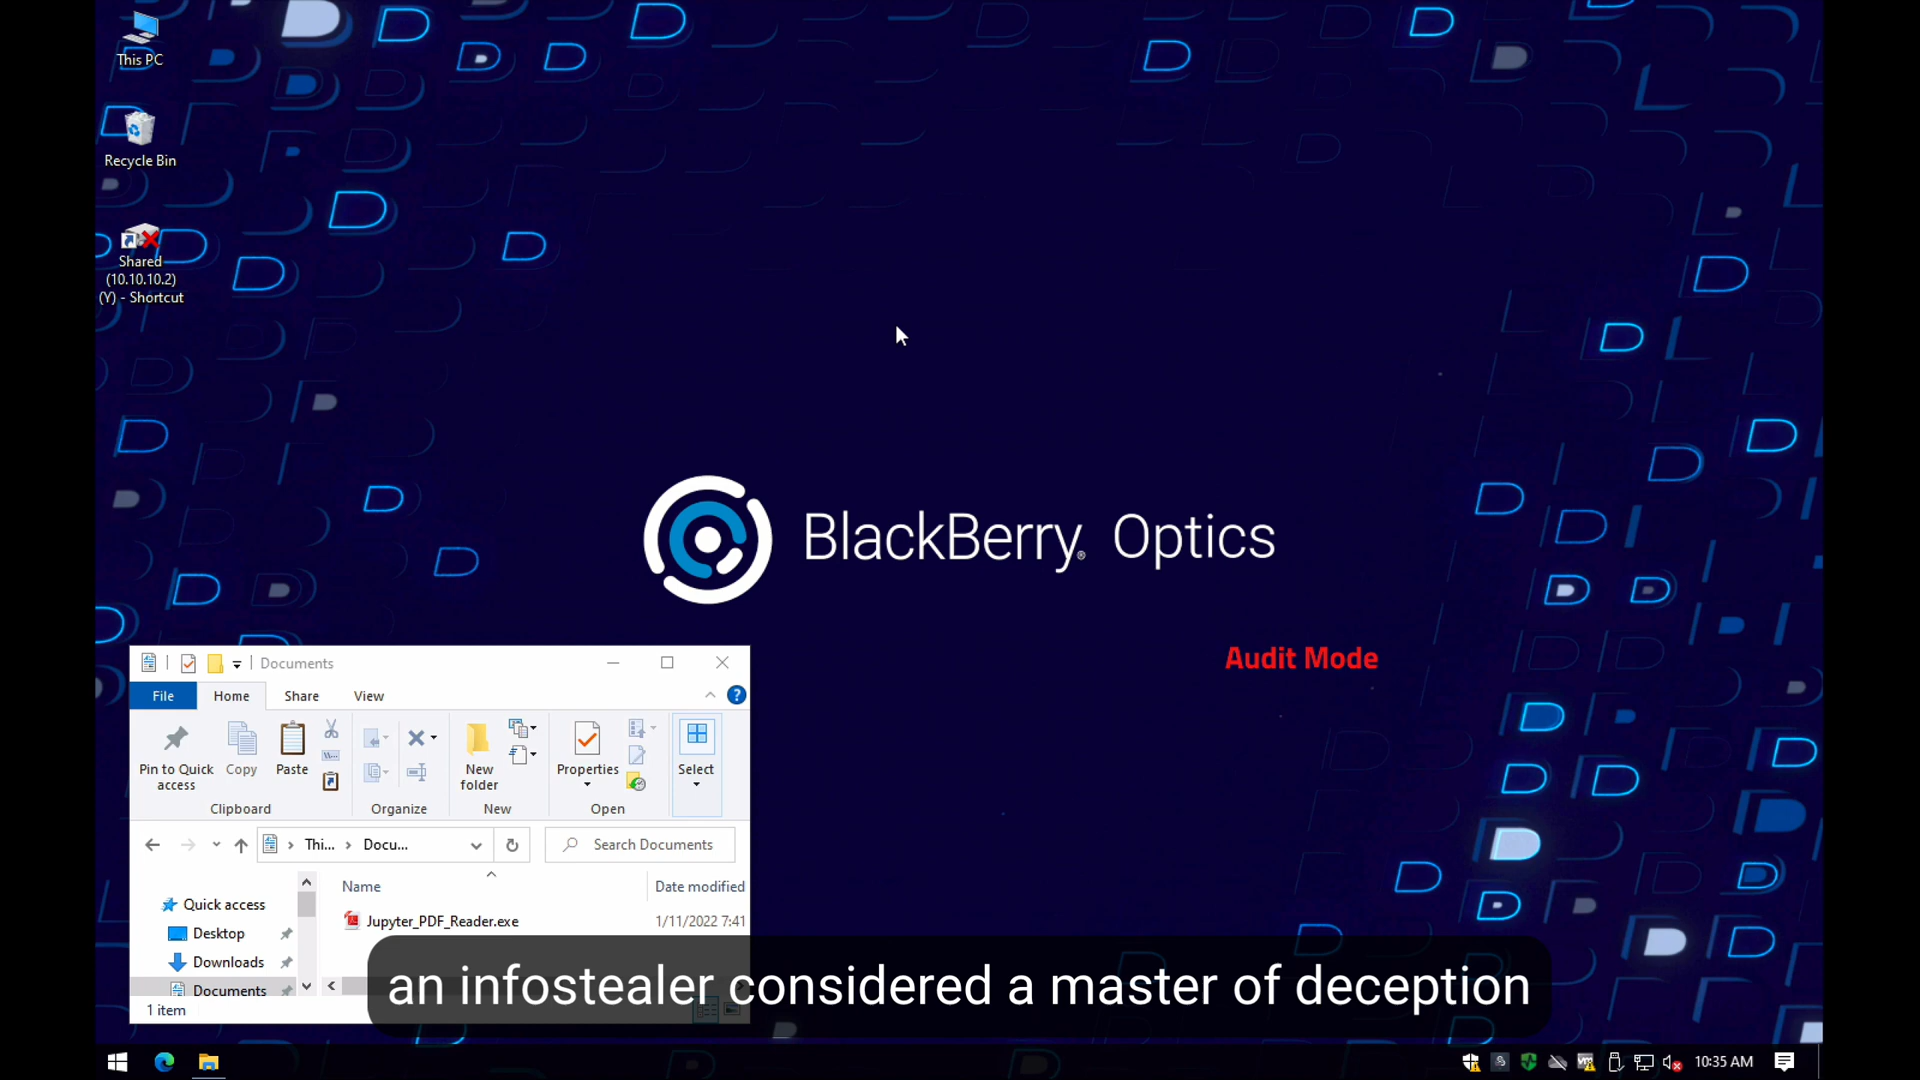 This PC
Recycle Bin
Shared
(10.10.10.2)
(Y) - Shortcut
BlackBerry® Optics
Audit Mode
Documents
File Home Share View
Pin to Quick
access
Copy
Paste
New
folder
Properties
Select
Clipboard Organize New Open
Thi... Docu...
Search Documents
Name Date modified
Quick access
Jupyter_PDF_Reader.exe 1/11/2022 7:41
Desktop
Downloads
Documents
1 item
an infostealer considered a master of deception
10:35 AM